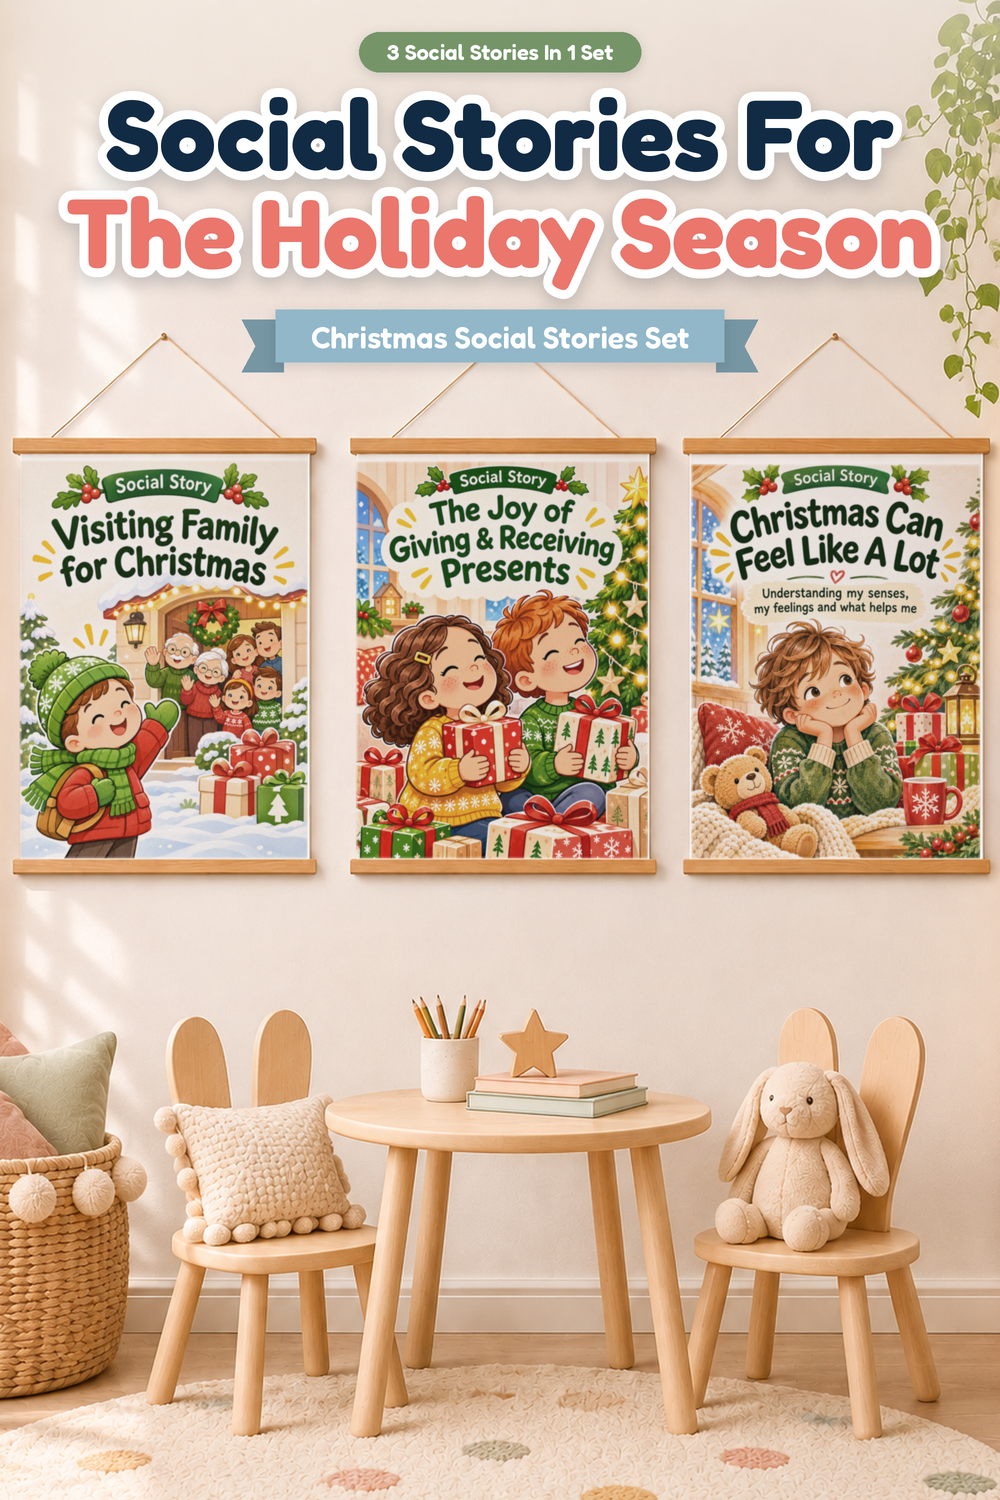 3 Social Stories In 1 Set
Social Stories For
The Holiday Season
Christmas Social Stories Set
Social Story
Visiting Family
for Christmas
Social Story
The Joy of
Giving & Receiving
Presents
Social Story
Christmas Can
Feel Like A Lot
Understanding my senses,
my feelings and what helps me